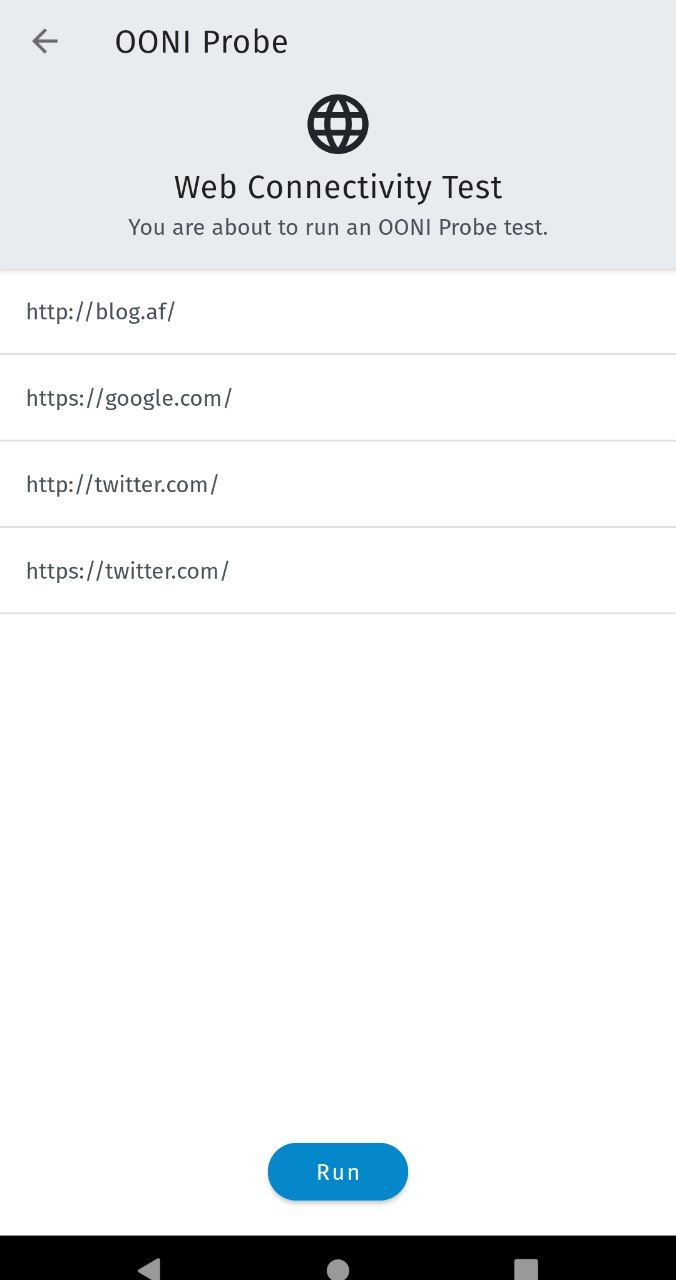 OONI Probe
Web Connectivity Test
You are about to run an OONI Probe test.
http://blog.af/
https://google.com/
http://twitter.com/
https://twitter.com/
Run